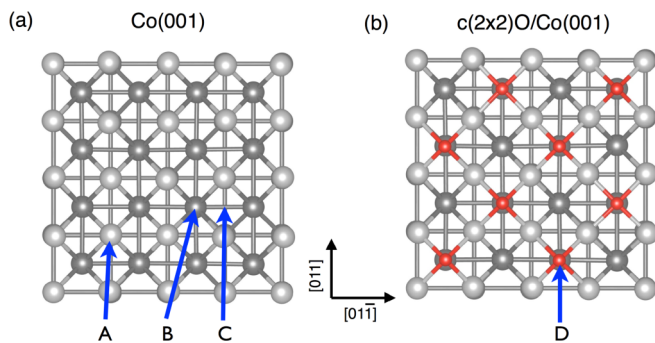 (a) Co(001)
(b) c(2x2)O/Co(001)
[011]
[011̅]
A B C
D